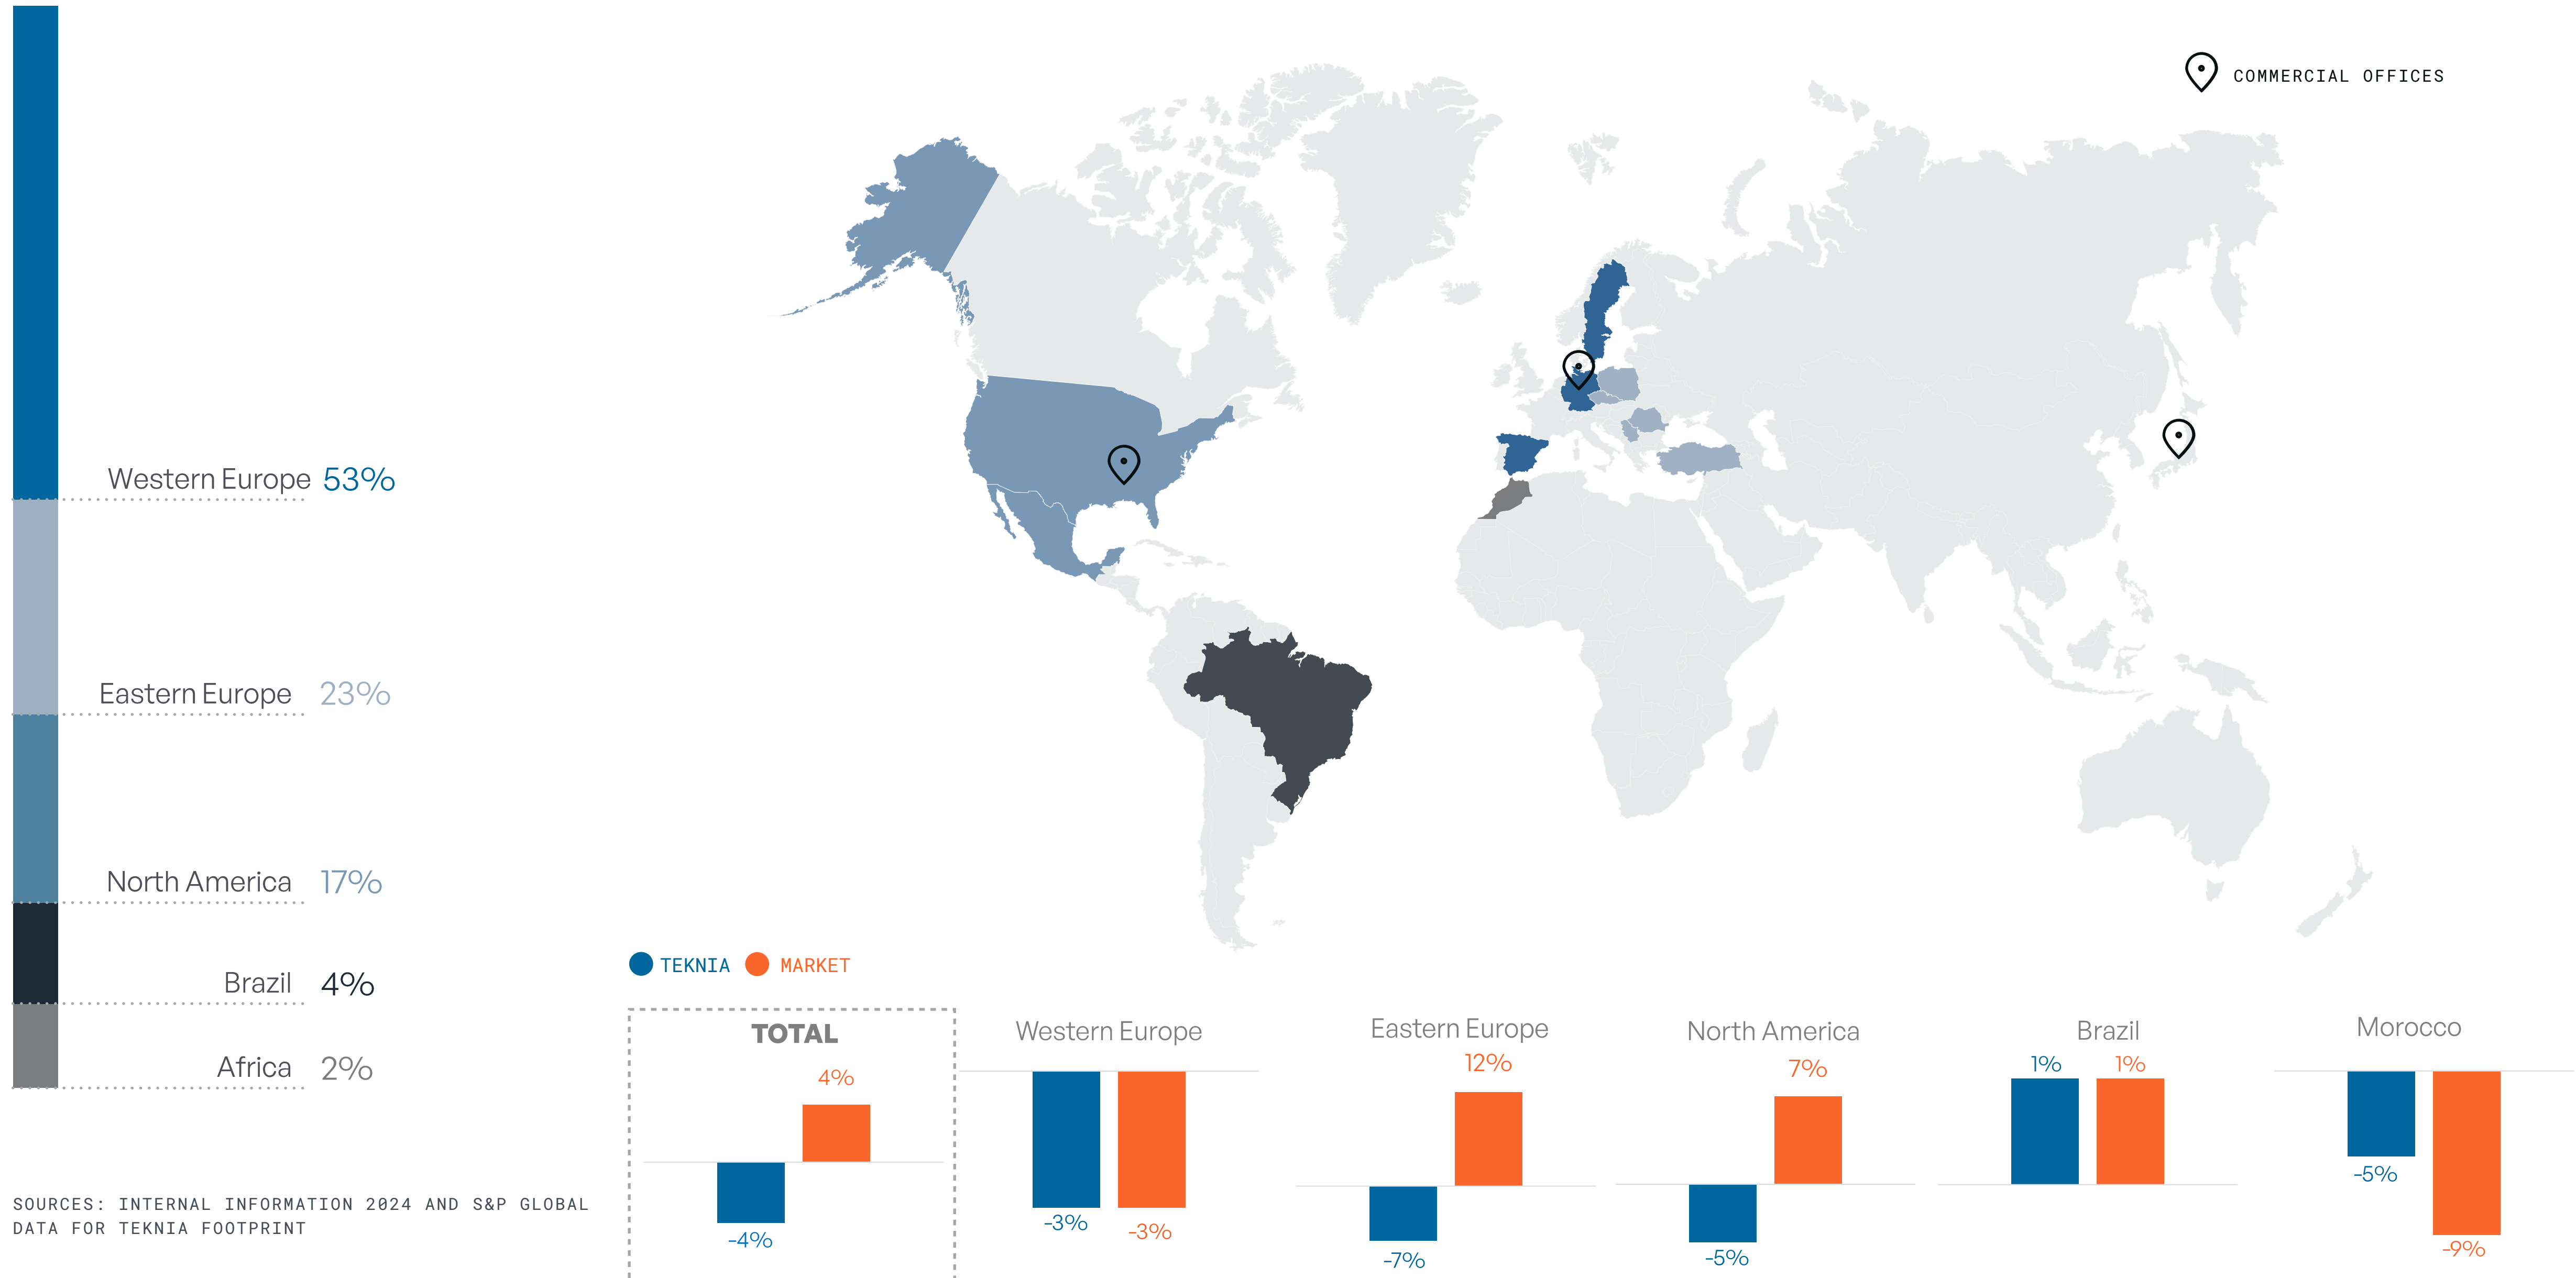 COMMERCIAL OFFICES
Western Europe 53%
Eastern Europe 23%
North America 17%
Brazil 4%
Africa 2%
SOURCES: INTERNAL INFORMATION 2024 AND S&P GLOBAL
DATA FOR TEKNIA FOOTPRINT
TEKNIA MARKET
TOTAL
4%
-4%
Western Europe
-3%
-3%
Eastern Europe
12%
-7%
North America
7%
-5%
Brazil
1% 1%
Morocco
-5%
-9%